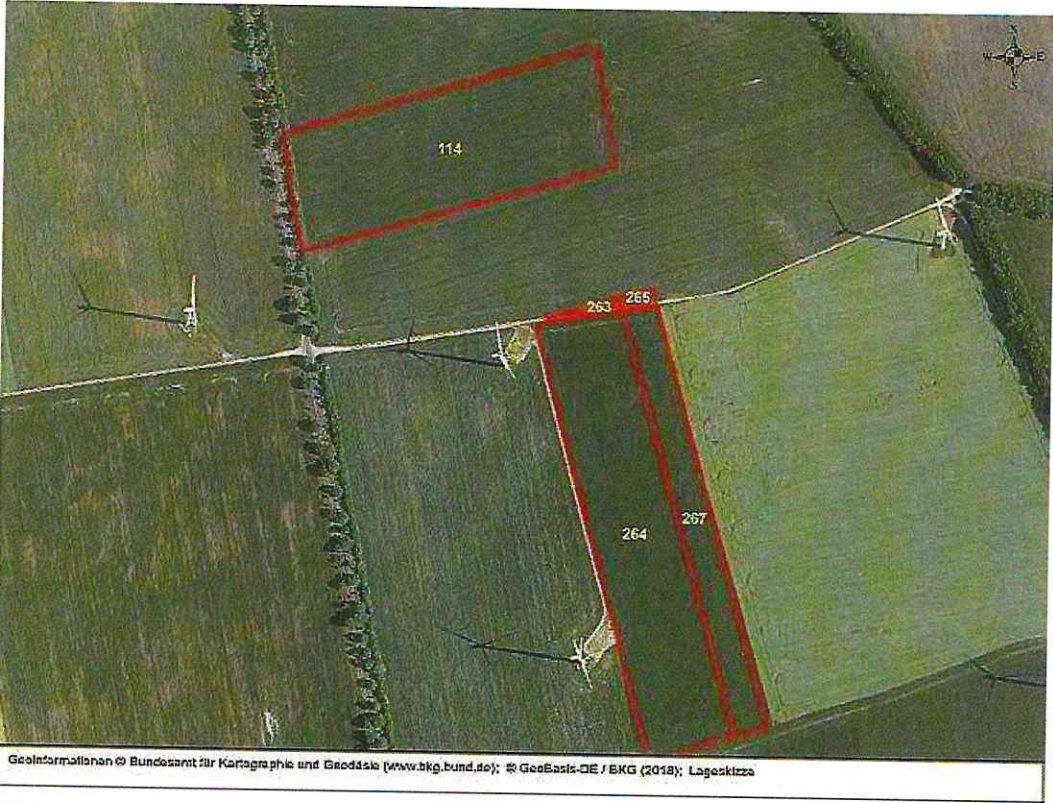 N
W E
S
114
263 265
264 267
Geoinformationen © Bundesamt für Kartographie und Geodäsie (www.bkg.bund.de); © GeoBasis-DE / BKG (2018); Lageskizze